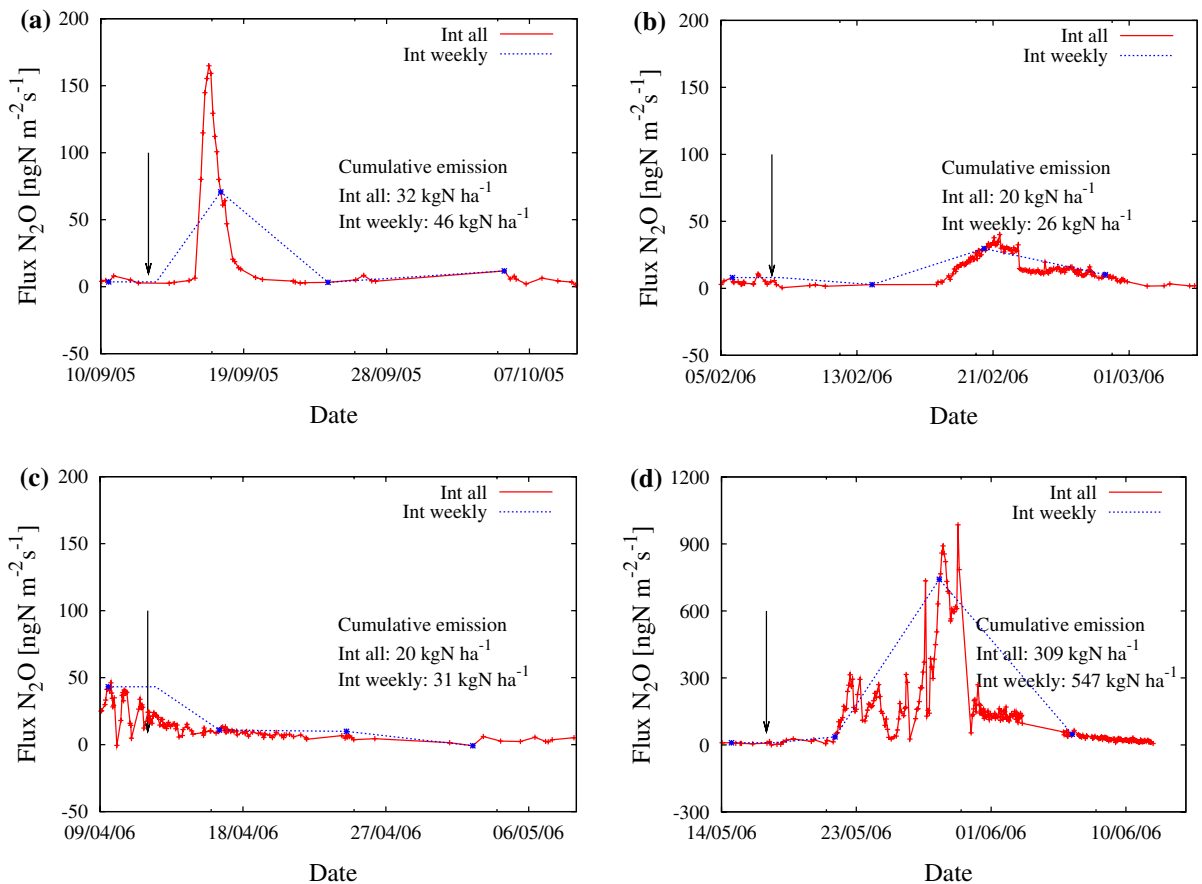 (a)
200
150
100
50
0
-50
Flux N₂O [ngN m⁻²s⁻¹]
Int all
Int weekly
Cumulative emission
Int all: 32 kgN ha⁻¹
Int weekly: 46 kgN ha⁻¹
10/09/05 19/09/05 28/09/05 07/10/05
Date
(b)
200
150
100
50
0
-50
Flux N₂O [ngN m⁻²s⁻¹]
Int all
Int weekly
Cumulative emission
Int all: 20 kgN ha⁻¹
Int weekly: 26 kgN ha⁻¹
05/02/06 13/02/06 21/02/06 01/03/06
Date
(c)
200
150
100
50
0
-50
Flux N₂O [ngN m⁻²s⁻¹]
Int all
Int weekly
Cumulative emission
Int all: 20 kgN ha⁻¹
Int weekly: 31 kgN ha⁻¹
09/04/06 18/04/06 27/04/06 06/05/06
Date
(d)
1200
900
600
300
0
-300
Flux N₂O [ngN m⁻²s⁻¹]
Int all
Int weekly
Cumulative emission
Int all: 309 kgN ha⁻¹
Int weekly: 547 kgN ha⁻¹
14/05/06 23/05/06 01/06/06 10/06/06
Date